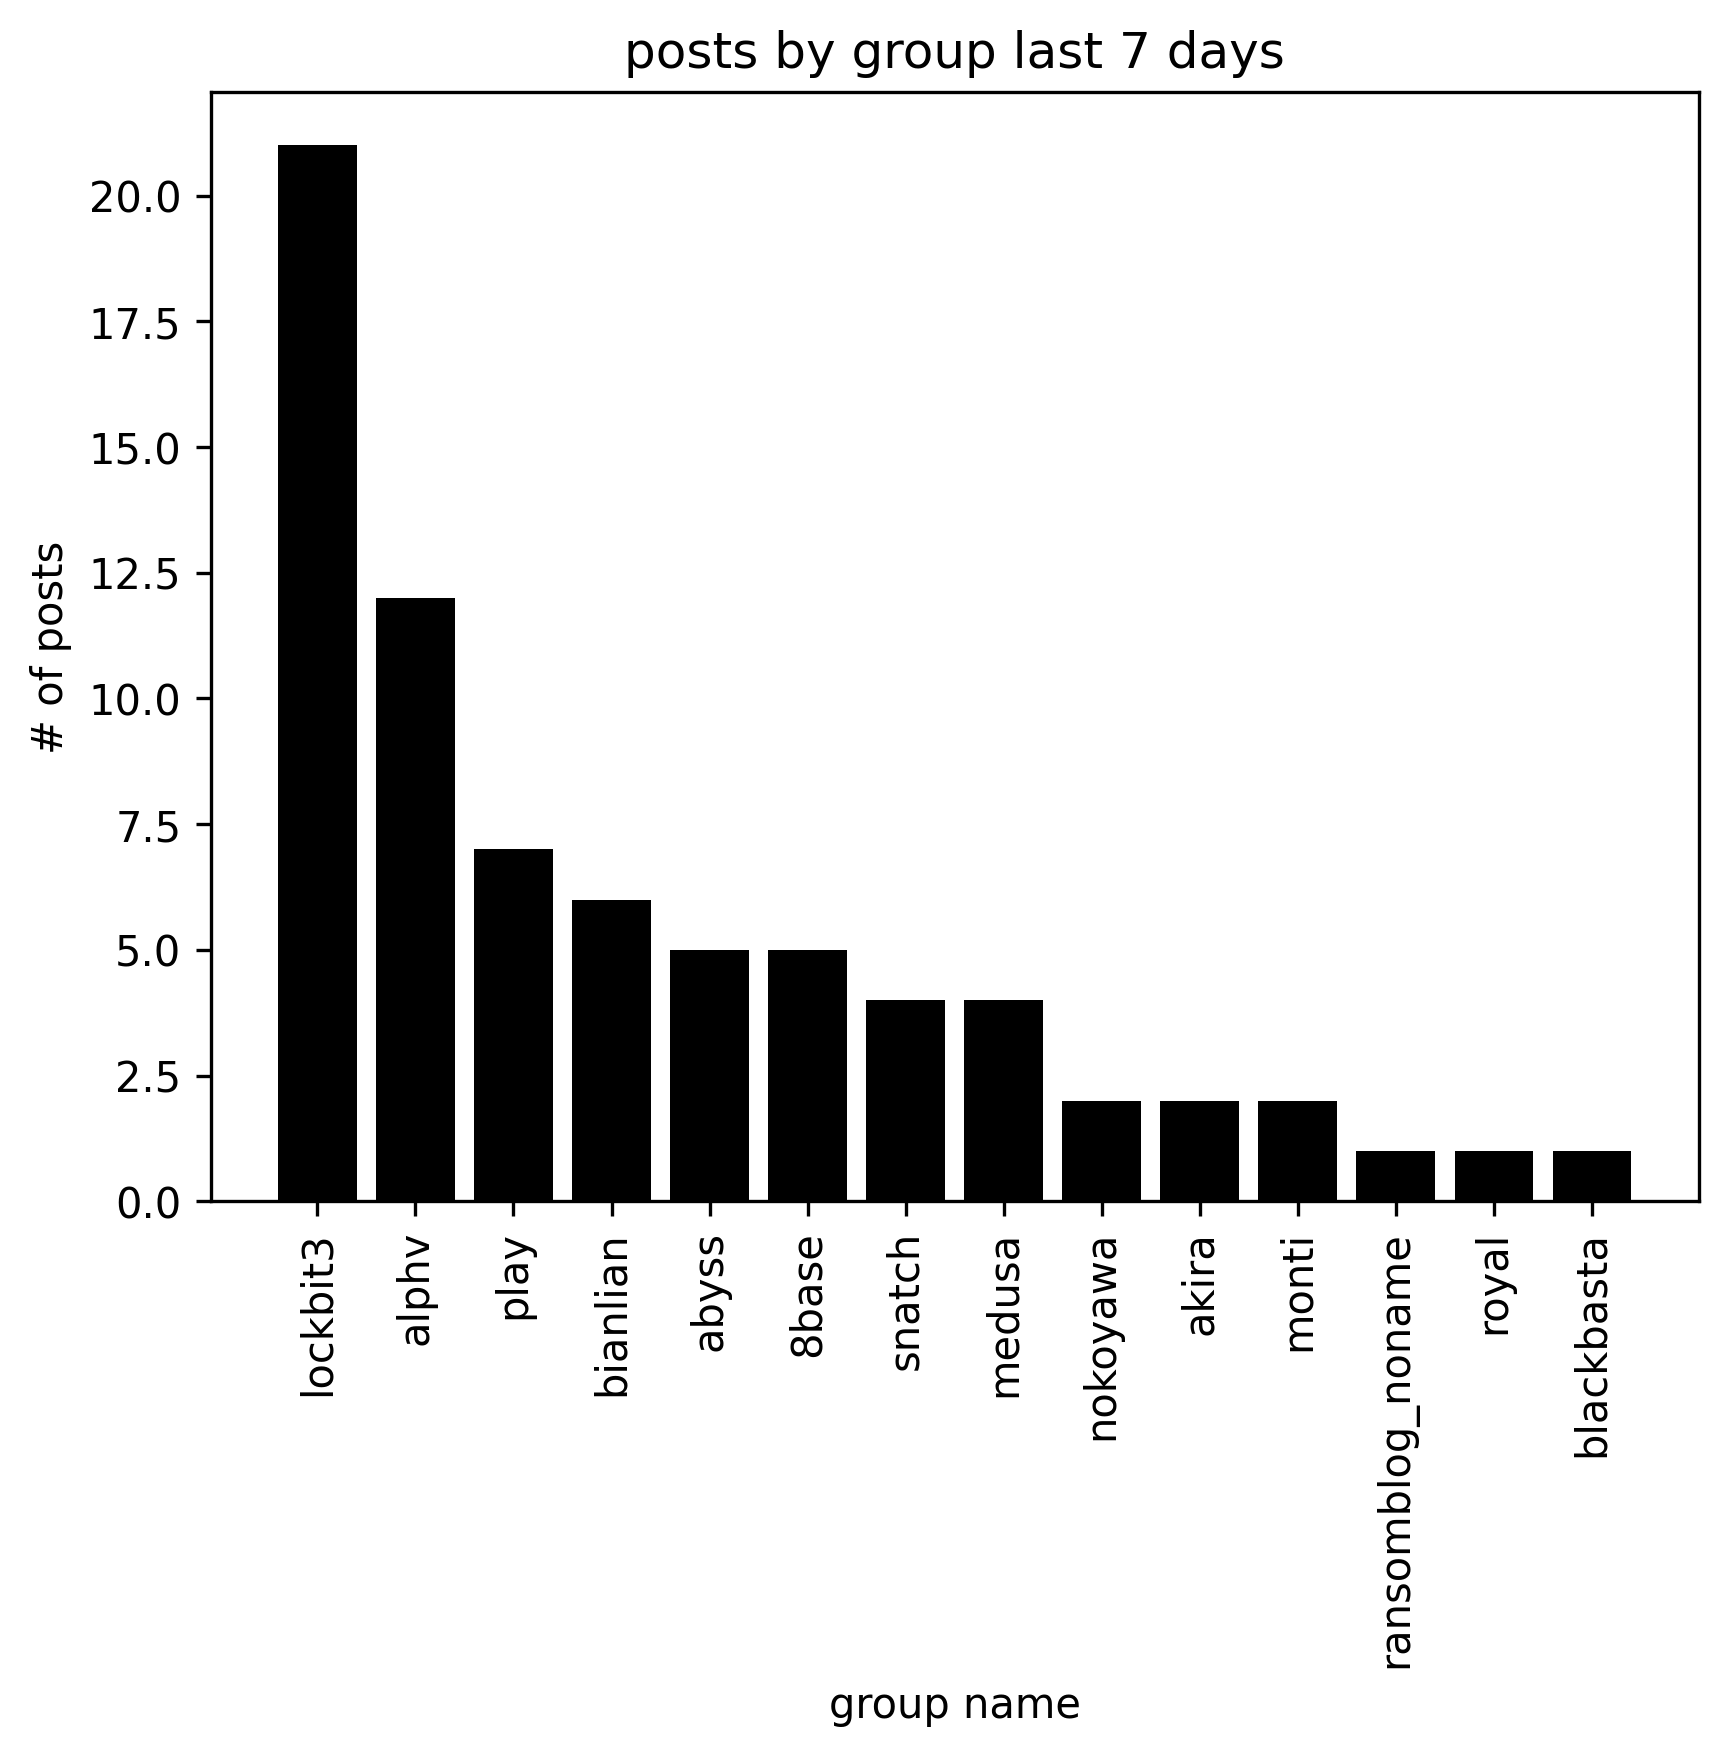 posts by group last 7 days
# of posts
20.0
17.5
15.0
12.5
10.0
7.5
5.0
2.5
0.0
lockbit3
alphv
play
bianlian
abyss
8base
snatch
medusa
nokoyawa
akira
monti
ransomblog_noname
royal
blackbasta
group name